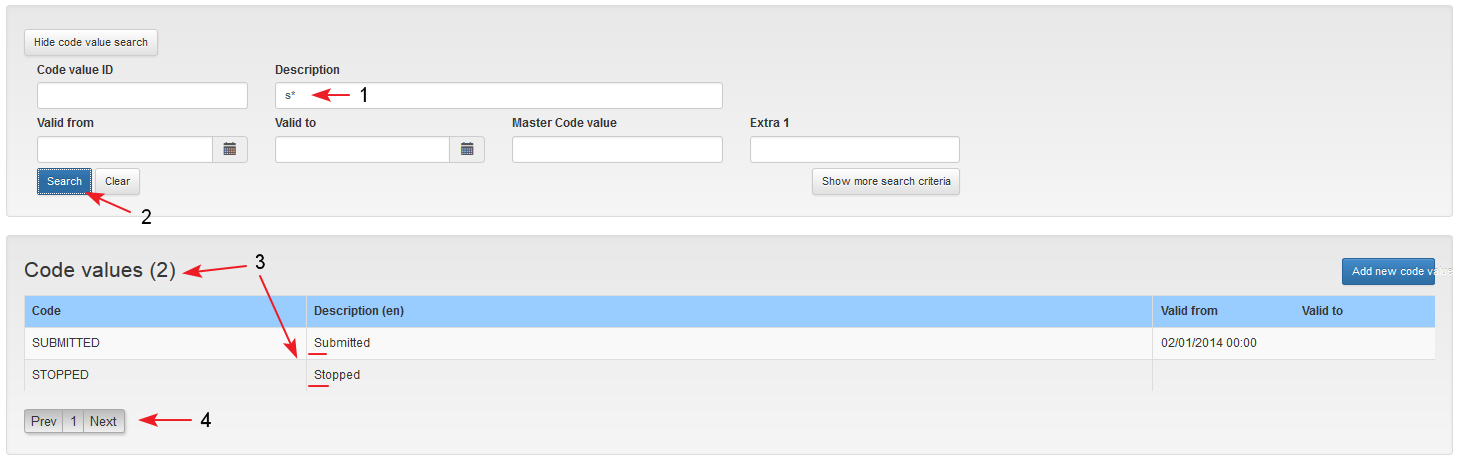 Hide code value search
Code value ID Description
s* 1
Valid from Valid to Master Code value Extra 1
Search Clear Show more search criteria
2
Code values (2) 3 Add new code value
Code Description (en) Valid from Valid to
SUBMITTED Submitted 02/01/2014 00:00
STOPPED Stopped
Prev 1 Next 4